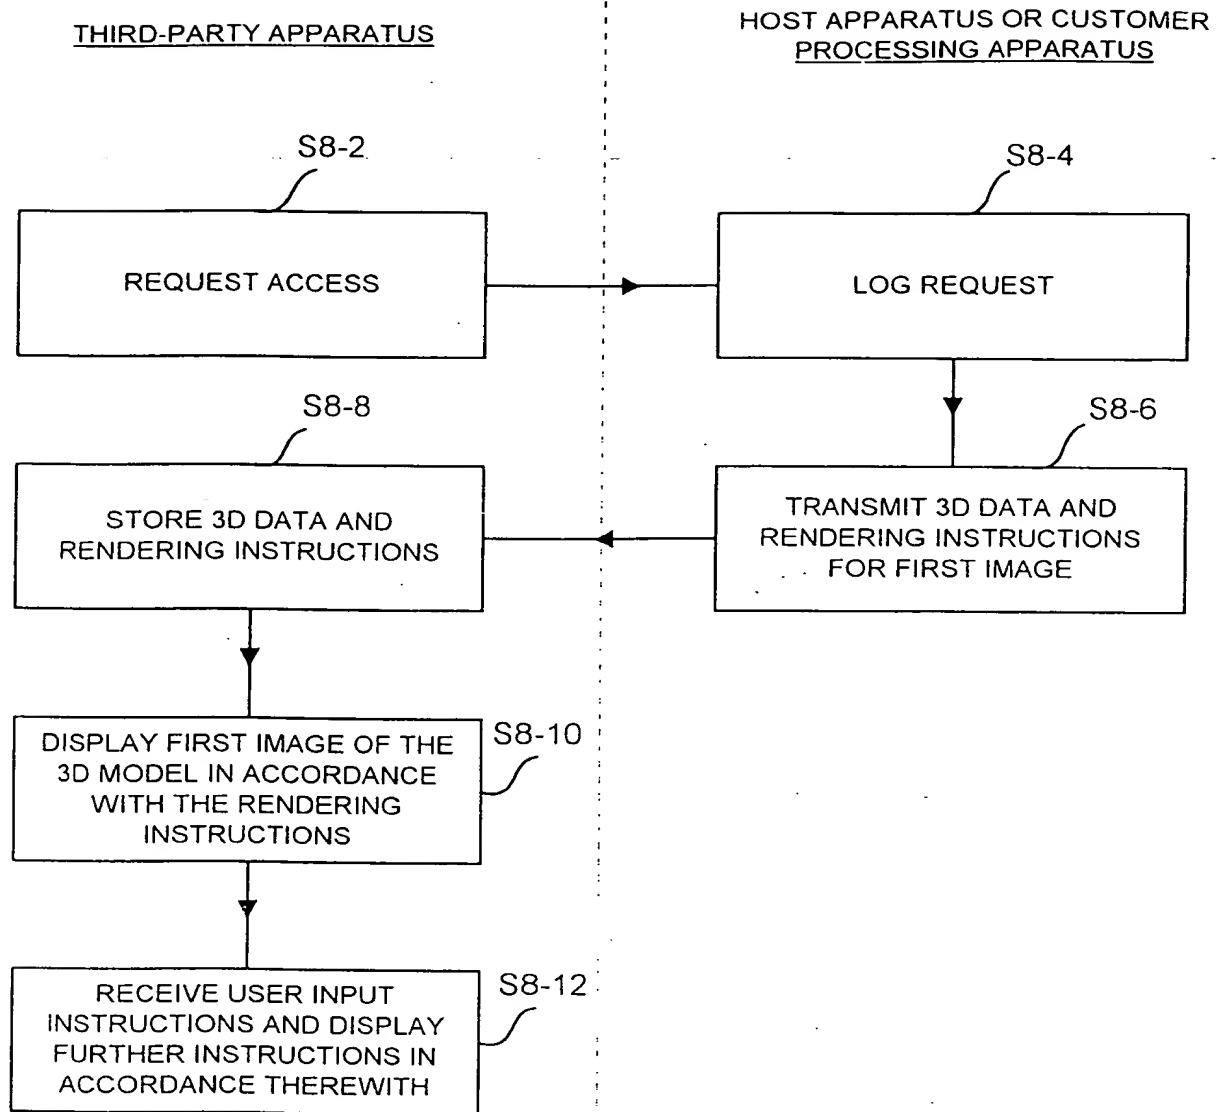 THIRD-PARTY APPARATUS
HOST APPARATUS OR CUSTOMER
PROCESSING APPARATUS
S8-2
REQUEST ACCESS
S8-4
LOG REQUEST
S8-6
TRANSMIT 3D DATA AND
RENDERING INSTRUCTIONS
FOR FIRST IMAGE
S8-8
STORE 3D DATA AND
RENDERING INSTRUCTIONS
S8-10
DISPLAY FIRST IMAGE OF THE
3D MODEL IN ACCORDANCE
WITH THE RENDERING
INSTRUCTIONS
S8-12
RECEIVE USER INPUT
INSTRUCTIONS AND DISPLAY
FURTHER INSTRUCTIONS IN
ACCORDANCE THEREWITH